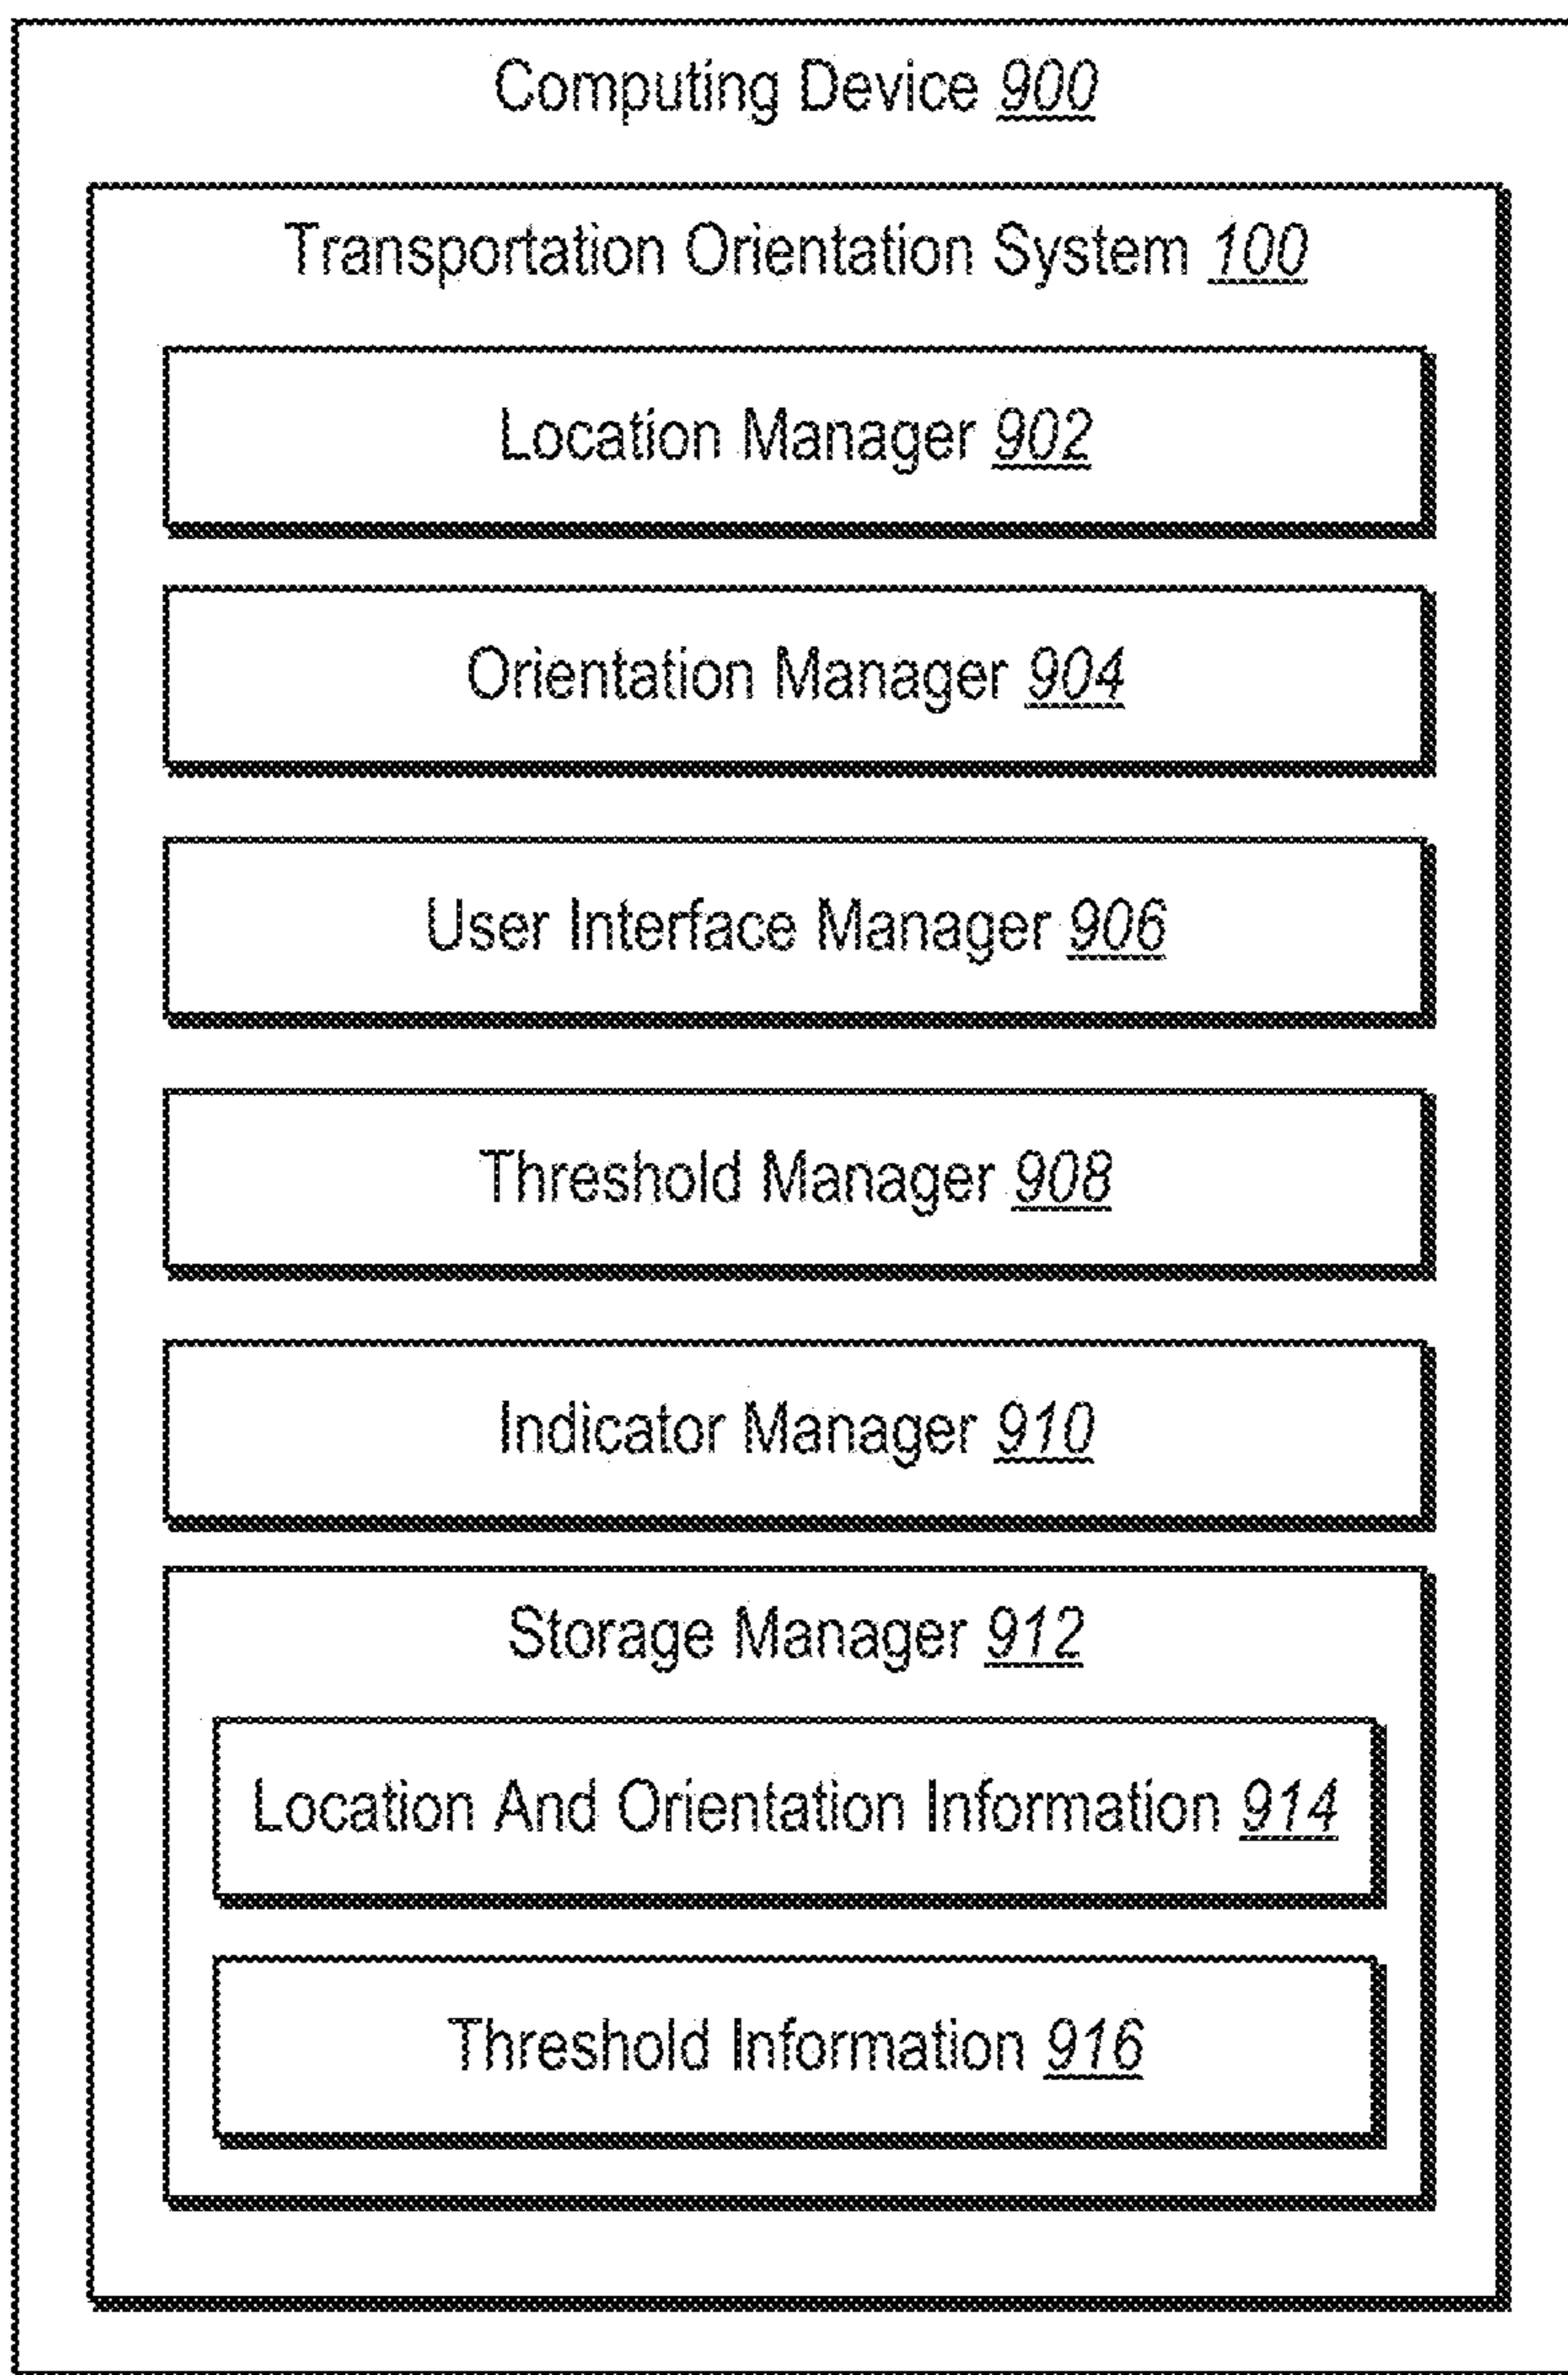 Computing Device 900
Transportation Orientation System 100
Location Manager 902
Orientation Manager 904
User Interface Manager 906
Threshold Manager 908
Indicator Manager 910
Storage Manager 912
Location And Orientation Information 914
Threshold Information 916